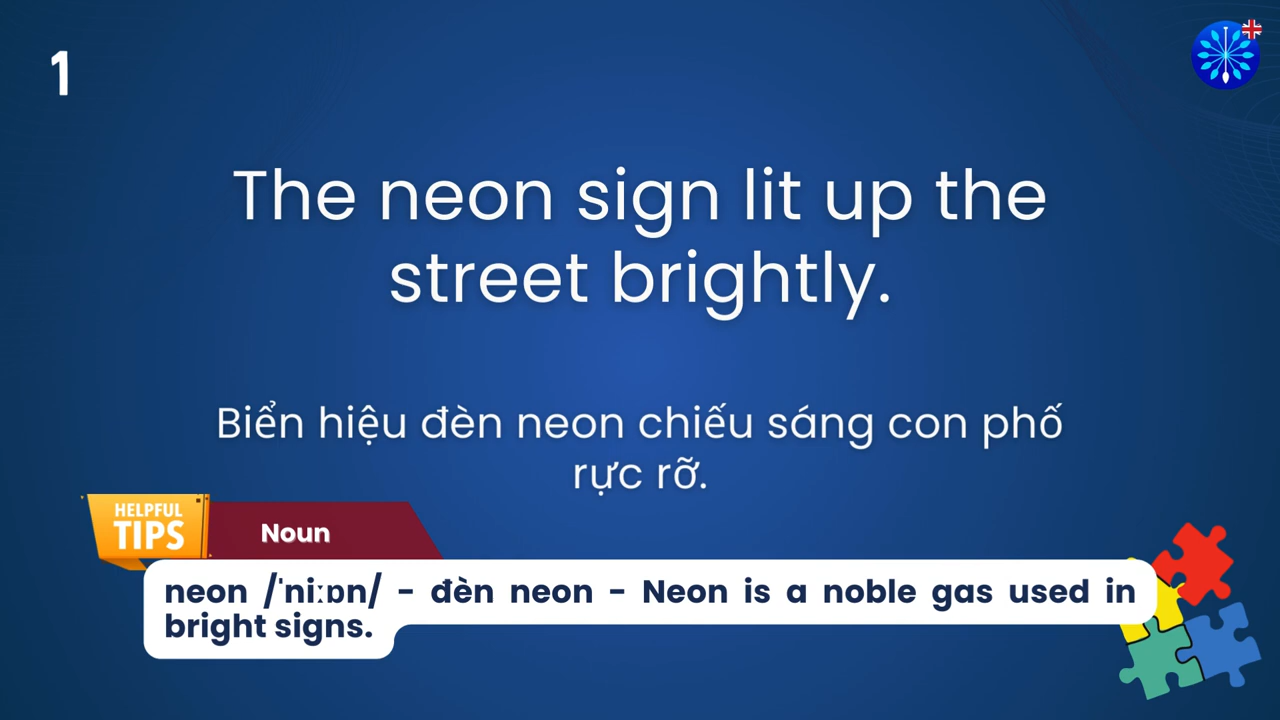 1
The neon sign lit up the
street brightly.
Biển hiệu đèn neon chiếu sáng con phố
rực rỡ.
HELPFUL
TIPS
Noun
neon /ˈniːɒn/ - đèn neon - Neon is a noble gas used in
bright signs.